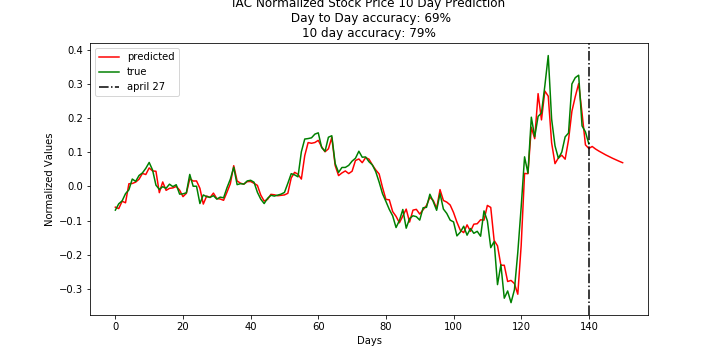 IAC Normalized Stock Price 10 Day Prediction
Day to Day accuracy: 69%
10 day accuracy: 79%
predicted
true
april 27
Normalized Values
0.4
0.3
0.2
0.1
0.0
−0.1
−0.2
−0.3
0 20 40 60 80 100 120 140
Days